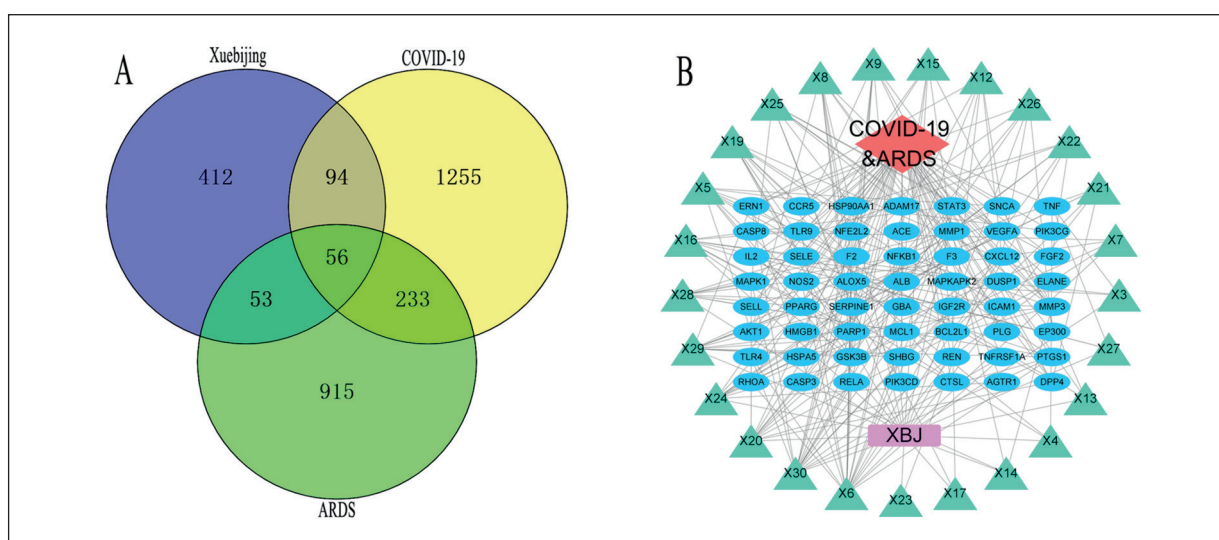 A
Xuebijing
COVID-19
412
94
1255
56
53
233
915
ARDS
B
X9
X15
X8
X12
X25
X26
X19
X22
X5
X21
X16
X7
X28
X3
X29
X27
X24
X13
X20
X4
X30
X14
X6
X23
X17
COVID-19
&ARDS
ERN1 CCR5 HSP90AA1 ADAM17 STAT3 SNCA TNF
CASP8 TLR9 NFE2L2 ACE MMP1 VEGFA PIK3CG
IL2 SELE F2 NFKB1 F3 CXCL12 FGF2
MAPK1 NOS2 ALOX5 ALB MAPKAPK2 DUSP1 ELANE
SELL PPARG SERPINE1 GBA IGF2R ICAM1 MMP3
AKT1 HMGB1 PARP1 MCL1 BCL2L1 PLG EP300
TLR4 HSPA5 GSK3B SHBG REN TNFRSF1A PTGS1
RHOA CASP3 RELA PIK3CD CTSL AGTR1 DPP4
XBJ